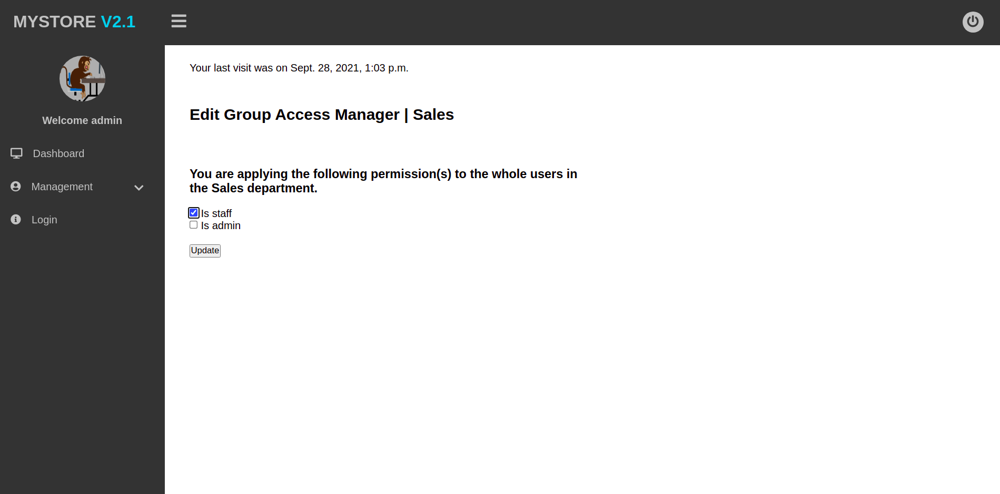 MYSTORE V2.1
Welcome admin
Dashboard
Management
Login
Your last visit was on Sept. 28, 2021, 1:03 p.m.
Edit Group Access Manager | Sales
You are applying the following permission(s) to the whole users in
the Sales department.
Is staff
Is admin
Update